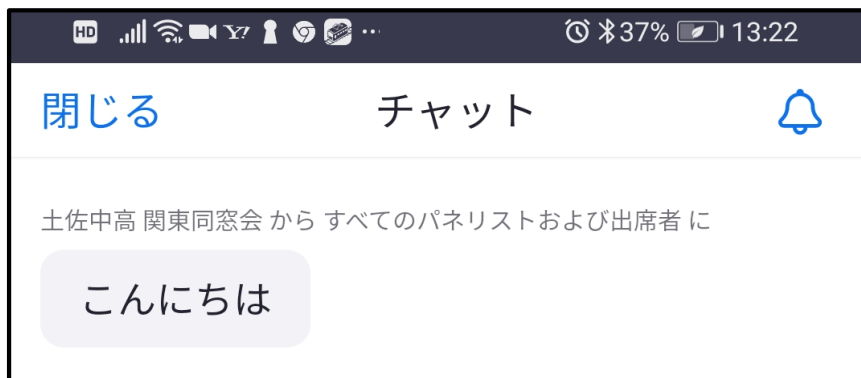 HD Y! … 37% 13:22
閉じる チャット
土佐中高 関東同窓会 から すべてのパネリストおよび出席者 に
こんにちは